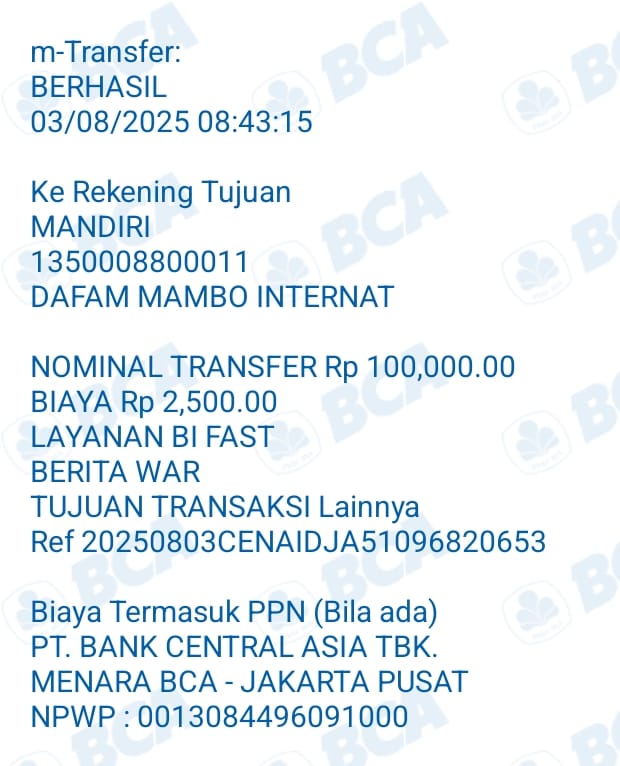 m-Transfer:
BERHASIL
03/08/2025 08:43:15
Ke Rekening Tujuan
MANDIRI
1350008800011
DAFAM MAMBO INTERNAT
NOMINAL TRANSFER Rp 100,000.00
BIAYA Rp 2,500.00
LAYANAN BI FAST
BERITA WAR
TUJUAN TRANSAKSI Lainnya
Ref 20250803CENAIDJA51096820653
Biaya Termasuk PPN (Bila ada)
PT. BANK CENTRAL ASIA TBK.
MENARA BCA - JAKARTA PUSAT
NPWP : 0013084496091000